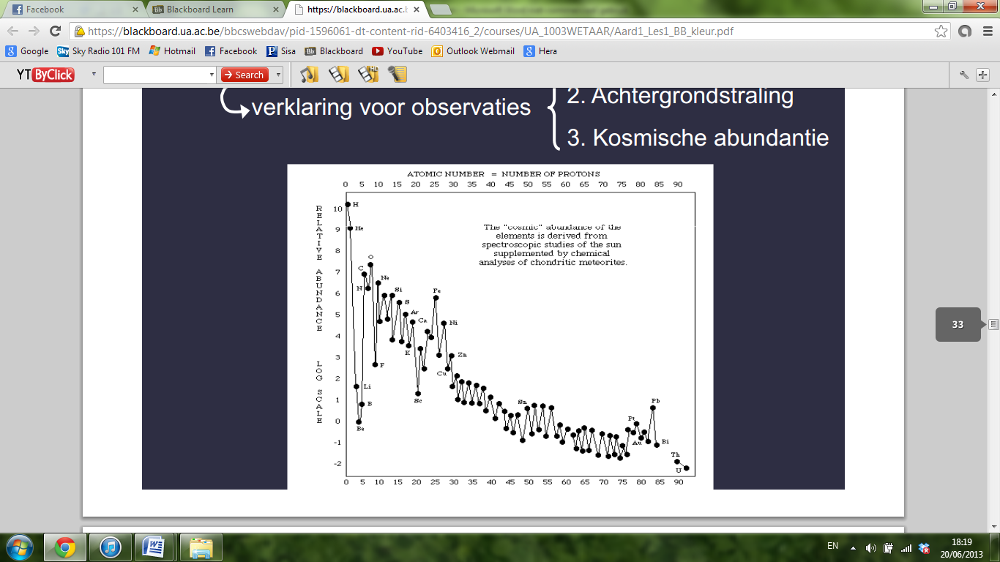 Facebook
Blackboard Learn
https://blackboard.ua.ac.b
https://blackboard.ua.ac.be/bbcswebdav/pid-1596061-dt-content-rid-6403416_2/courses/UA_1003WETAAR/Aard1_Les1_BB_kleur.pdf
Google Sky Radio 101 FM Hotmail Facebook Sisa Blackboard YouTube Outlook Webmail Hera
YT ByClick Search
2. Achtergrondstraling
verklaring voor observaties
3. Kosmische abundantie
ATOMIC NUMBER = NUMBER OF PROTONS
0 5 10 15 20 25 30 35 40 45 50 55 60 65 70 75 80 85 90
RELATIVE ABUNDANCE
LOG SCALE
10
9
8
7
6
5
4
3
2
1
0
-1
-2
The "cosmic" abundance of the
elements is derived from
spectroscopic studies of the sun
supplemented by chemical
analyses of chondritic meteorites.
H
He
O
C
Ne
N
Si
Fe
S
Ar
Ca
Ni
K
Zn
F
Cu
Li
Sc
B
Be
Sn
Pb
Pt
Au
Bi
Th
U
0 5 10 15 20 25 30 35 40 45 50 55 60 65 70 75 80 85 90
33
EN
18:19
20/06/2013